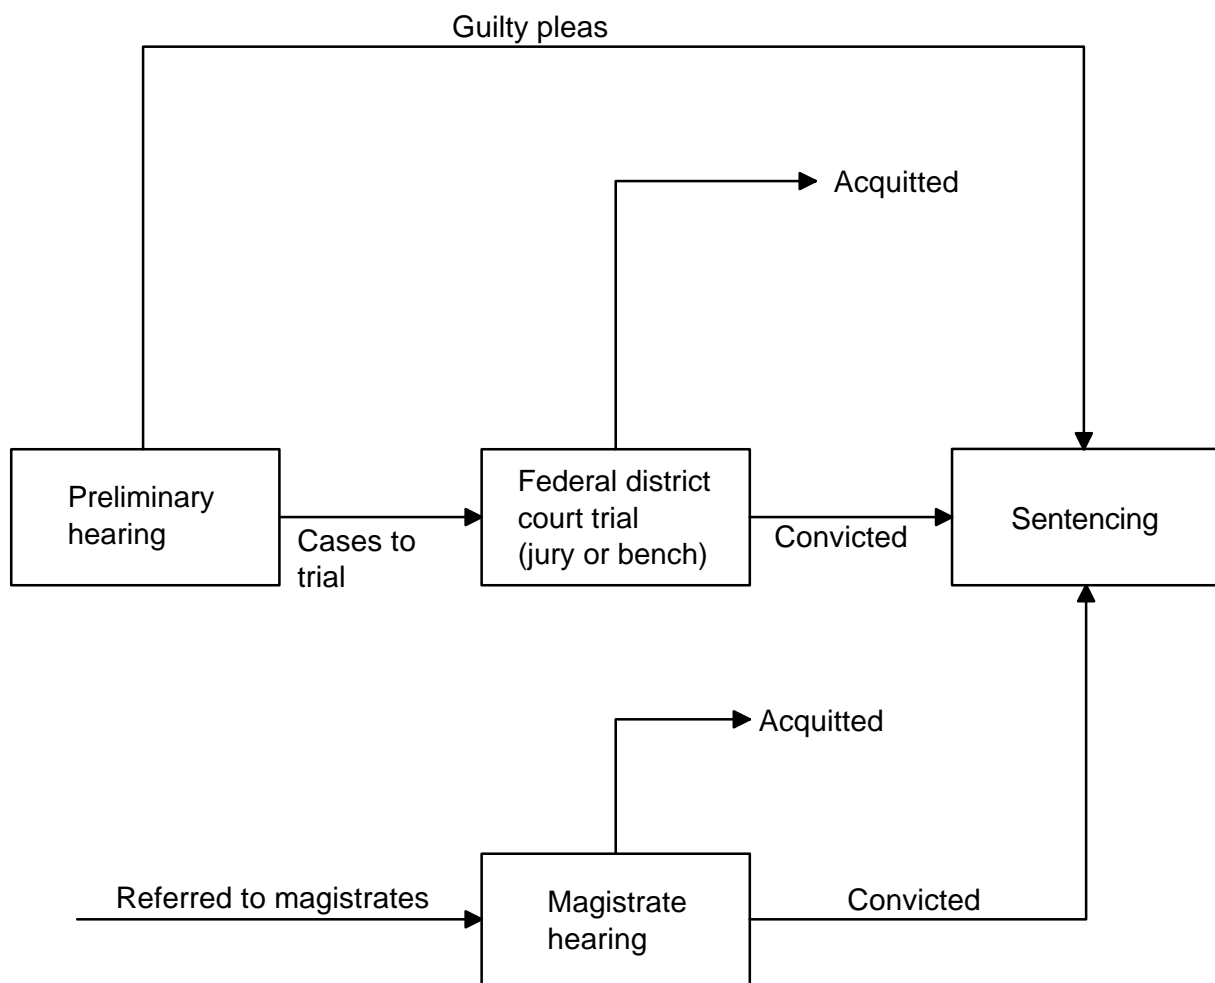 Guilty pleas
Acquitted
Preliminary
hearing
Cases to
trial
Federal district
court trial
(jury or bench)
Convicted
Sentencing
Acquitted
Referred to magistrates
Magistrate
hearing
Convicted